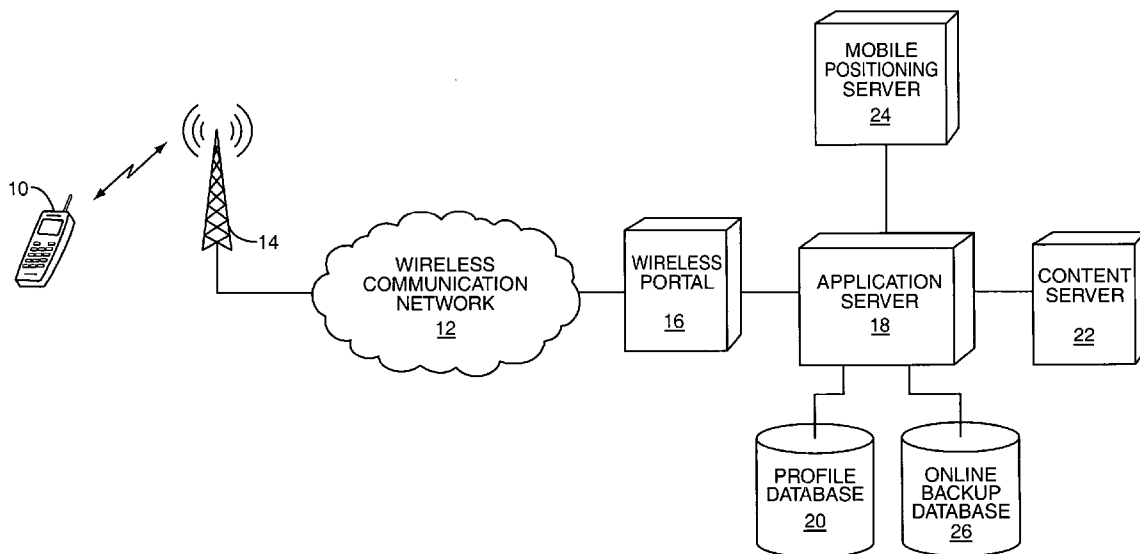 MOBILE
POSITIONING
SERVER
24
10
14
WIRELESS
COMMUNICATION
NETWORK
12
WIRELESS
PORTAL
16
APPLICATION
SERVER
18
CONTENT
SERVER
22
PROFILE
DATABASE
20
ONLINE
BACKUP
DATABASE
26